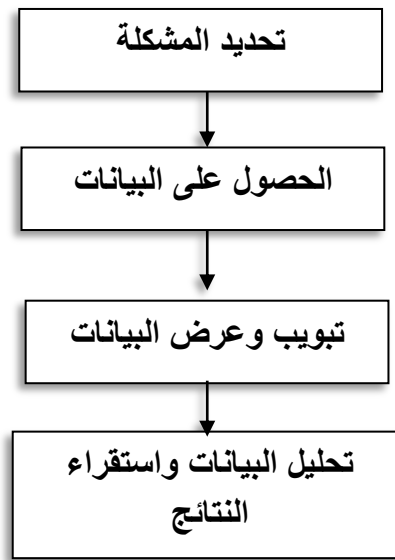 تحديد المشكلة
الحصول على البيانات
تبويب وعرض البيانات
تحليل البيانات واستقراء
النتائج